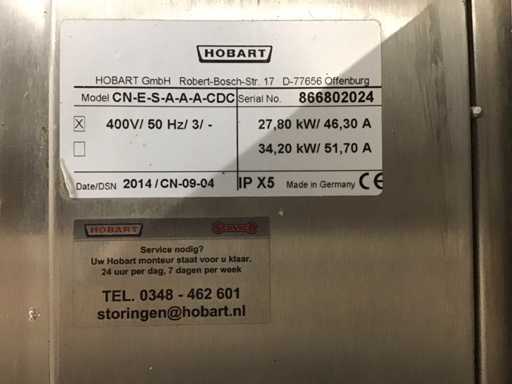 HOBART
HOBART GmbH Robert-Bosch-Str. 17 D-77656 Offenburg
Model CN-E-S-A-A-A-CDC Serial No. 866802024
400V/ 50 Hz/ 3/ - 27,80 kW/ 46,30 A
34,20 kW/ 51,70 A
Date/DSN 2014 / CN-09-04 IP X5 Made in Germany CE
HOBART SERVICE
Service nodig?
Uw Hobart monteur staat voor u klaar.
24 uur per dag, 7 dagen per week
TEL. 0348 - 462 601
storingen@hobart.nl